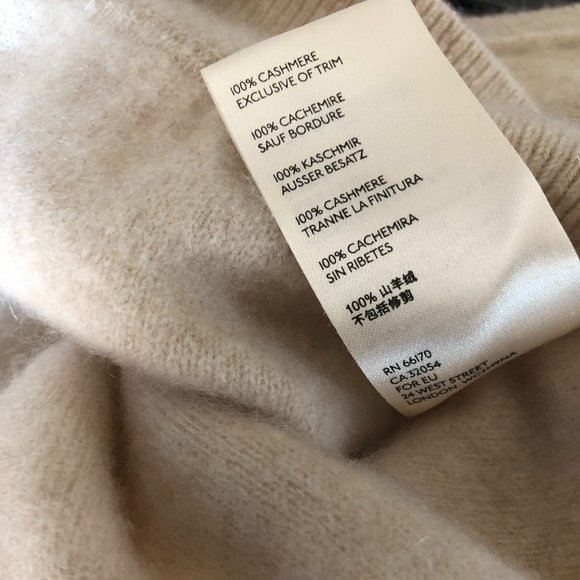 100% CASHMERE
EXCLUSIVE OF TRIM
100% CACHEMIRE
SAUF BORDURE
100% KASCHMIR
AUSSER BESATZ
100% CASHMERE
TRANNE LA FINITURA
100% CACHEMIRA
SIN RIBETES
100% 山羊绒
不包括修剪
RN 66170
CA 32054
FOR EU
24 WEST STREET
LONDON, WC2H9NA